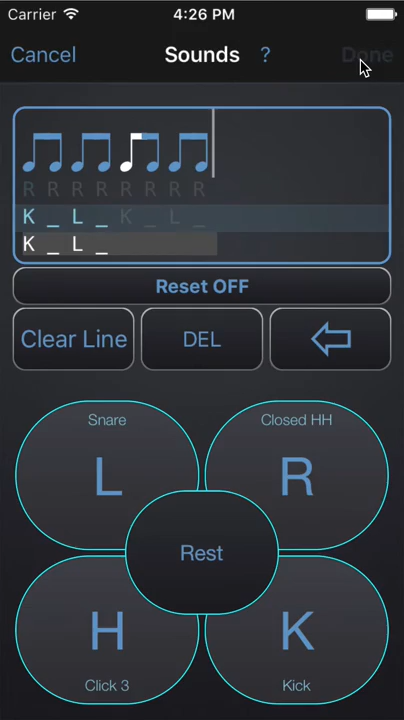 Carrier 4:26 PM
Cancel Sounds ? Done
R R R R R R R R
K _ L _ K _ L _
K _ L _
Reset OFF
Clear Line DEL
Snare Closed HH
L R
Rest
H K
Click 3 Kick